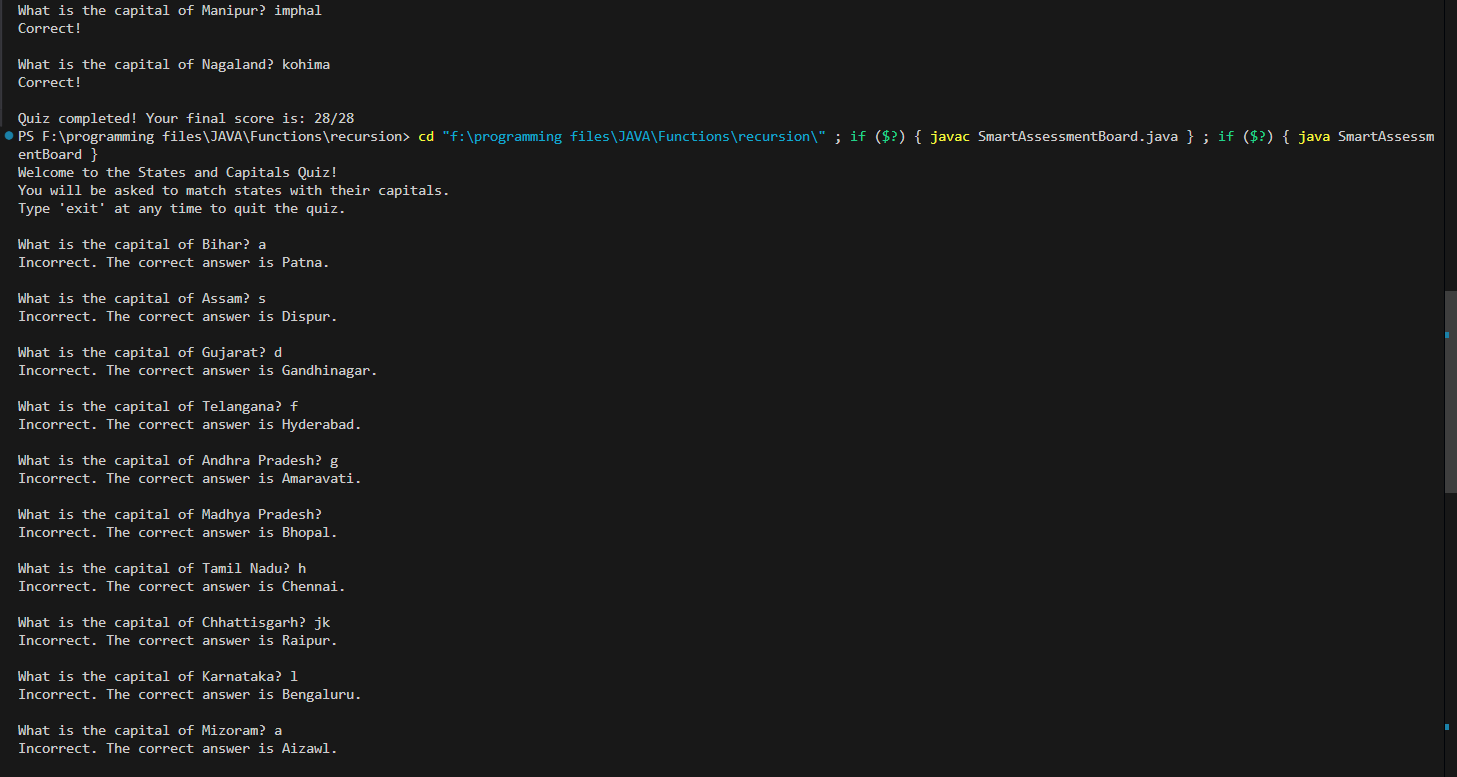 What is the capital of Manipur? imphal
Correct!
What is the capital of Nagaland? kohima
Correct!
Quiz completed! Your final score is: 28/28
PS F:\programming files\JAVA\Functions\recursion> cd "f:\programming files\JAVA\Functions\recursion\" ; if ($?) { javac SmartAssessmentBoard.java } ; if ($?) { java SmartAssessm
entBoard }
Welcome to the States and Capitals Quiz!
You will be asked to match states with their capitals.
Type 'exit' at any time to quit the quiz.
What is the capital of Bihar? a
Incorrect. The correct answer is Patna.
What is the capital of Assam? s
Incorrect. The correct answer is Dispur.
What is the capital of Gujarat? d
Incorrect. The correct answer is Gandhinagar.
What is the capital of Telangana? f
Incorrect. The correct answer is Hyderabad.
What is the capital of Andhra Pradesh? g
Incorrect. The correct answer is Amaravati.
What is the capital of Madhya Pradesh?
Incorrect. The correct answer is Bhopal.
What is the capital of Tamil Nadu? h
Incorrect. The correct answer is Chennai.
What is the capital of Chhattisgarh? jk
Incorrect. The correct answer is Raipur.
What is the capital of Karnataka? l
Incorrect. The correct answer is Bengaluru.
What is the capital of Mizoram? a
Incorrect. The correct answer is Aizawl.